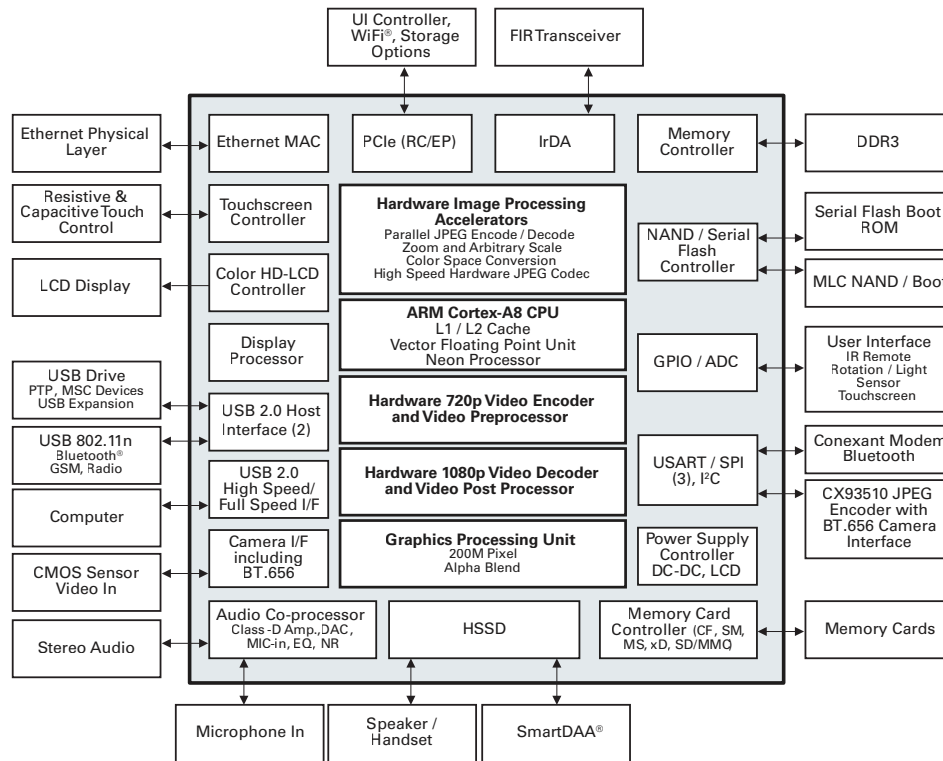 UI Controller,
WiFi®, Storage
Options
FIR Transceiver
Ethernet Physical
Layer
Ethernet MAC
PCIe (RC/EP)
IrDA
Memory
Controller
DDR3
Resistive &
Capacitive Touch
Control
Touchscreen
Controller
Hardware Image Processing
Accelerators
Parallel JPEG Encode / Decode
Zoom and Arbitrary Scale
Color Space Conversion
High Speed Hardware JPEG Codec
NAND / Serial
Flash
Controller
Serial Flash Boot
ROM
LCD Display
Color HD-LCD
Controller
MLC NAND / Boot
ARM Cortex-A8 CPU
L1 / L2 Cache
Vector Floating Point Unit
Neon Processor
Display
Processor
GPIO / ADC
User Interface
IR Remote
Rotation / Light
Sensor
Touchscreen
USB Drive
PTP, MSC Devices
USB Expansion
USB 2.0 Host
Interface (2)
Hardware 720p Video Encoder
and Video Preprocessor
USB 802.11n
Bluetooth®
GSM, Radio
USART / SPI
(3), I²C
Conexant Modem
Bluetooth
Computer
USB 2.0
High Speed/
Full Speed I/F
Hardware 1080p Video Decoder
and Video Post Processor
CX93510 JPEG
Encoder with
BT.656 Camera
Interface
CMOS Sensor
Video In
Camera I/F
including
BT.656
Graphics Processing Unit
200M Pixel
Alpha Blend
Power Supply
Controller
DC-DC, LCD
Stereo Audio
Audio Co-processor
Class-D Amp.,DAC,
MIC-in, EQ, NR
HSSD
Memory Card
Controller (CF, SM,
MS, xD, SD/MMC)
Memory Cards
Microphone In
Speaker /
Handset
SmartDAA®